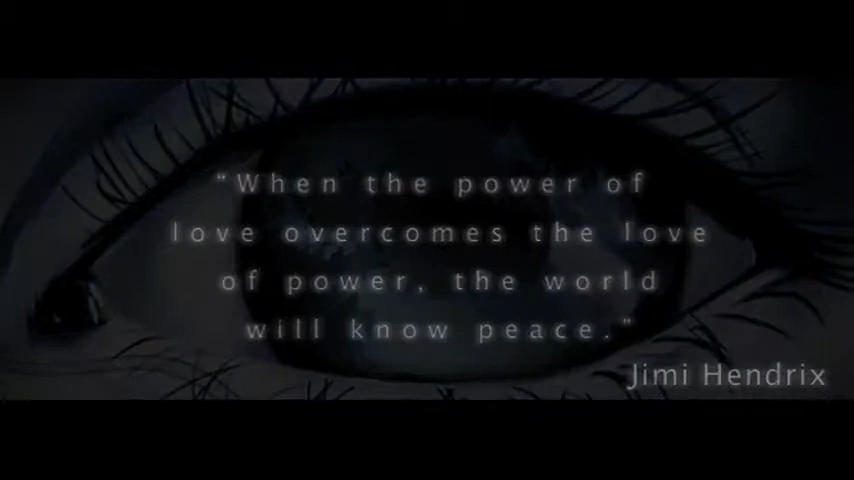 “When the power of
love overcomes the love
of power, the world
will know peace.”
Jimi Hendrix